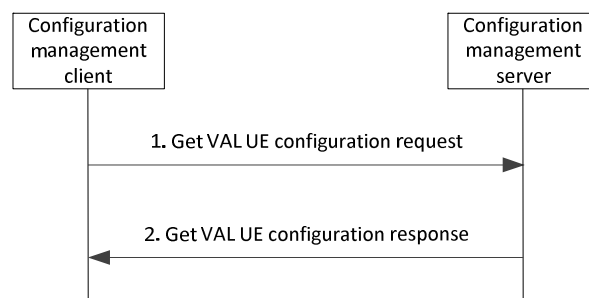 Configuration
management
client
Configuration
management
server
1. Get VAL UE configuration request
2. Get VAL UE configuration response